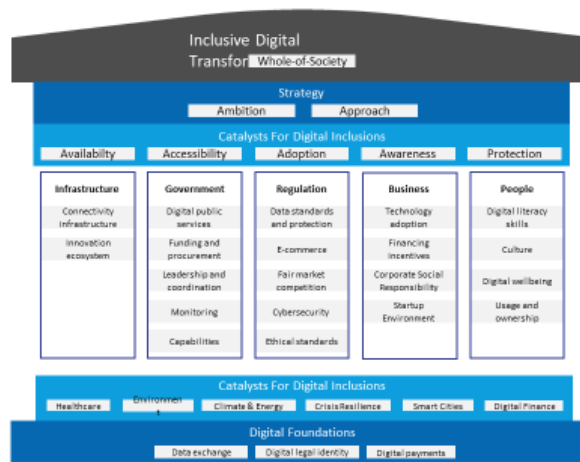 Inclusive Digital
Transfor Whole-of-Society
Strategy
Ambition Approach
Catalysts For Digital Inclusions
Availabilty Accessibility Adoption Awareness Protection
Infrastructure
Connectivity
infrastructure
Innovation
ecosystem
Government
Digital public
services
Funding and
procurement
Leadership and
coordination
Monitoring
Capabilities
Regulation
Data standards
and protection
E-commerce
Fair market
competition
Cybersecurity
Ethical standards
Business
Technology
adoption
Financing
Incentives
Corporate Social
Responsibility
Startup
Environment
People
Digital literacy
skills
Culture
Digital wellbeing
Usage and
ownership
Catalysts For Digital Inclusions
Healthcare
Environmen
t
Climate & Energy
Crisis Resilience
Smart Cities
Digital Finance
Digital Foundations
Data exchange Digital legal identity Digital payments